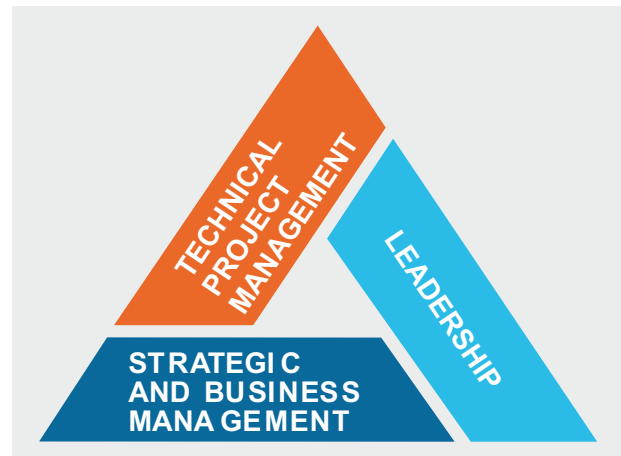 TECHNICAL
PROJECT
MANAGEMENT
LEADERSHIP
STRATEGIC
AND BUSINESS
MANAGEMENT